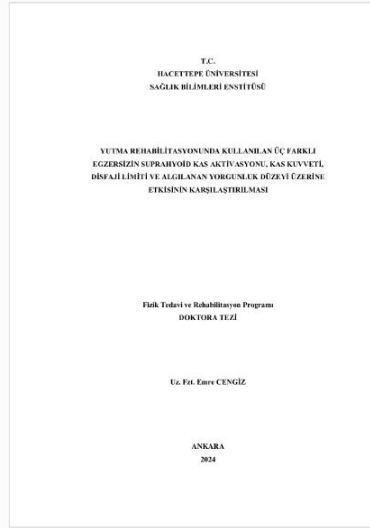 T.C.
HACETTEPE ÜNİVERSİTESİ
SAĞLIK BİLİMLERİ ENSTİTÜSÜ
YUTMA REHABİLİTASYONUNDA KULLANILAN ÜÇ FARKLI
EGZERSİZİN SUPRAHYOİD KAS AKTİVASYONU, KAS KUVVETİ,
DİSFAJİ LİMİTİ VE ALGILANAN YORGUNLUK DÜZEYİ ÜZERİNE
ETKİSİNİN KARŞILAŞTIRILMASI
Fizik Tedavi ve Rehabilitasyon Programı
DOKTORA TEZİ
Uz. Fzt. Emre CENGİZ
ANKARA
2024